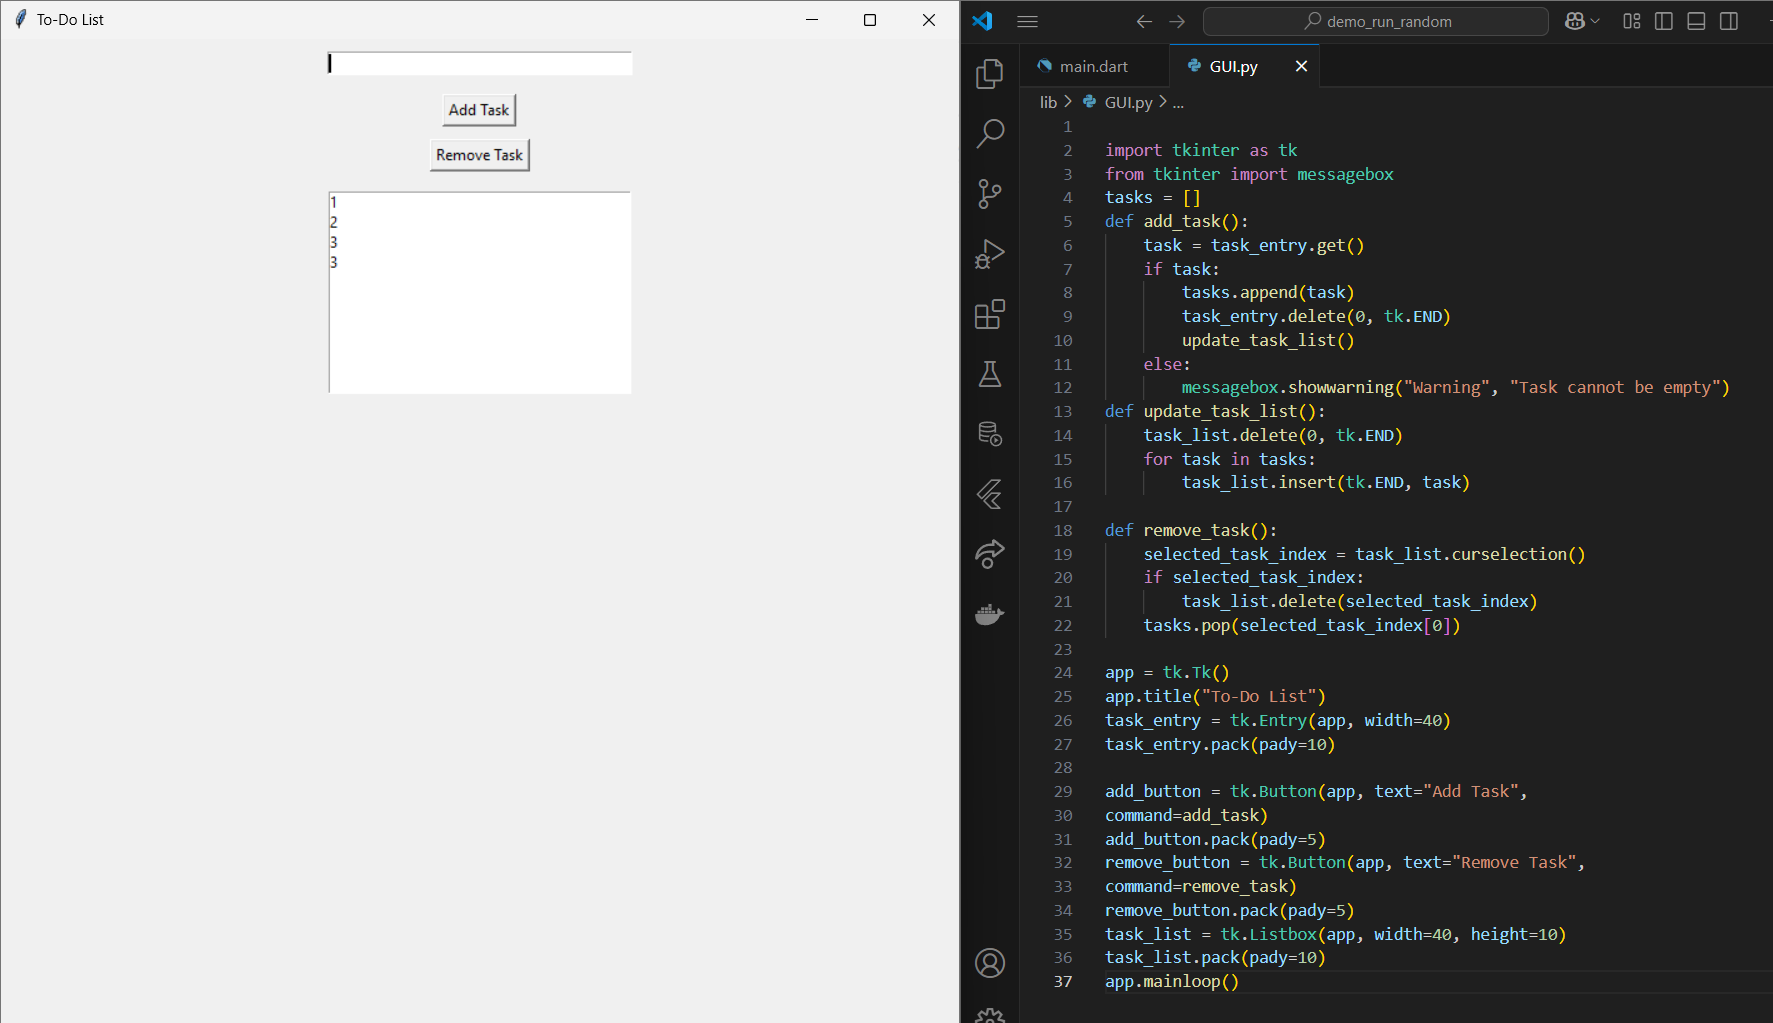 To-Do List
Add Task
Remove Task
1
2
3
3
demo_run_random
main.dart
GUI.py
lib > GUI.py > ...
1
2 import tkinter as tk
3 from tkinter import messagebox
4 tasks = []
5 def add_task():
6     task = task_entry.get()
7     if task:
8         tasks.append(task)
9         task_entry.delete(0, tk.END)
10         update_task_list()
11     else:
12         messagebox.showwarning("Warning", "Task cannot be empty")
13 def update_task_list():
14     task_list.delete(0, tk.END)
15     for task in tasks:
16         task_list.insert(tk.END, task)
17
18 def remove_task():
19     selected_task_index = task_list.curselection()
20     if selected_task_index:
21         task_list.delete(selected_task_index)
22     tasks.pop(selected_task_index[0])
23
24 app = tk.Tk()
25 app.title("To-Do List")
26 task_entry = tk.Entry(app, width=40)
27 task_entry.pack(pady=10)
28
29 add_button = tk.Button(app, text="Add Task",
30 command=add_task)
31 add_button.pack(pady=5)
32 remove_button = tk.Button(app, text="Remove Task",
33 command=remove_task)
34 remove_button.pack(pady=5)
35 task_list = tk.Listbox(app, width=40, height=10)
36 task_list.pack(pady=10)
37 app.mainloop()